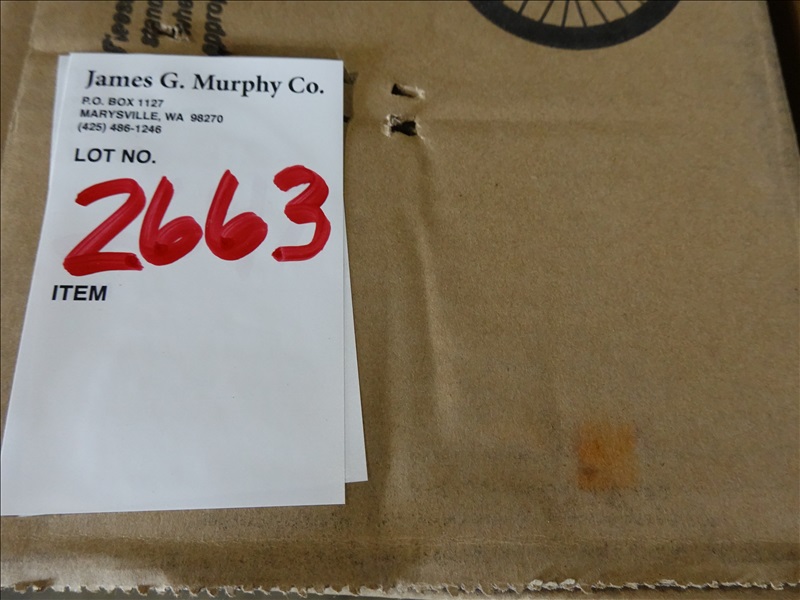 James G. Murphy Co.
P.O. BOX 1127
MARYSVILLE, WA 98270
(425) 486-1246
LOT NO.
2663
ITEM